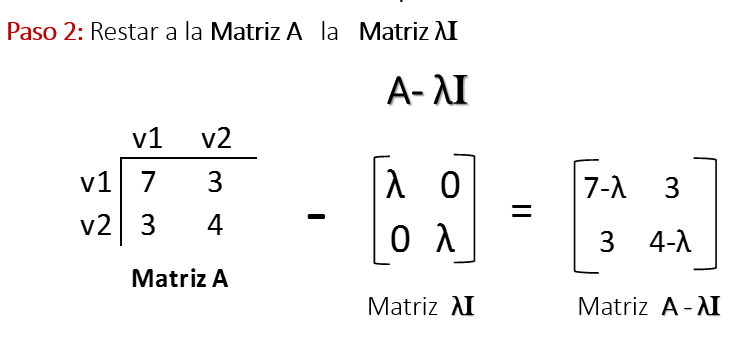 Paso 2: Restar a la Matriz A la Matriz λI
A- λI
v1 v2
v1 7 3
v2 3 4
-
λ 0
0 λ
=
7-λ 3
3 4-λ
Matriz A
Matriz λI
Matriz A - λI